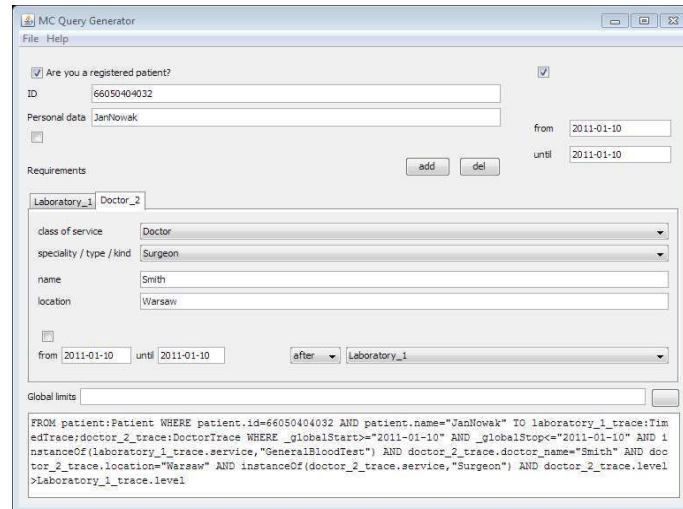 MC Query Generator
File Help
Are you a registered patient?
ID 66050404032
Personal data JanNowak
from 2011-01-10
until 2011-01-10
Requirements
add del
Laboratory_1 Doctor_2
class of service Doctor
speciality / type / kind Surgeon
name Smith
location Warsaw
from 2011-01-10 until 2011-01-10 after Laboratory_1
Global limits
FROM patient:Patient WHERE patient.id=66050404032 AND patient.name="JanNowak" TO laboratory_1_trace:Tim
edTrace;doctor_2_trace:DoctorTrace WHERE _globalStart>="2011-01-10" AND _globalStop<="2011-01-10" AND i
nstanceOf(laboratory_1_trace.service,"GeneralBloodTest") AND doctor_2_trace.doctor_name="Smith" AND doc
tor_2_trace.location="Warsaw" AND instanceOf(doctor_2_trace.service,"Surgeon") AND doctor_2_trace.level
>Laboratory_1_trace.level